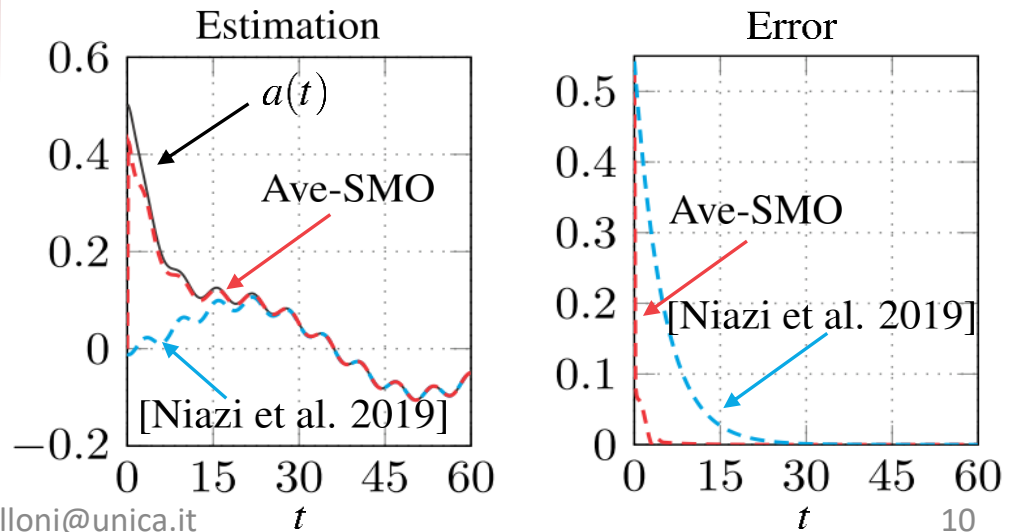 Estimation
0.6
0.4
0.2
0
−0.2
0 15 30 45 60
t
a(t)
Ave-SMO
[Niazi et al. 2019]
Error
0.5
0.4
0.3
0.2
0.1
0
0 15 30 45 60
t
Ave-SMO
[Niazi et al. 2019]
lloni@unica.it
10